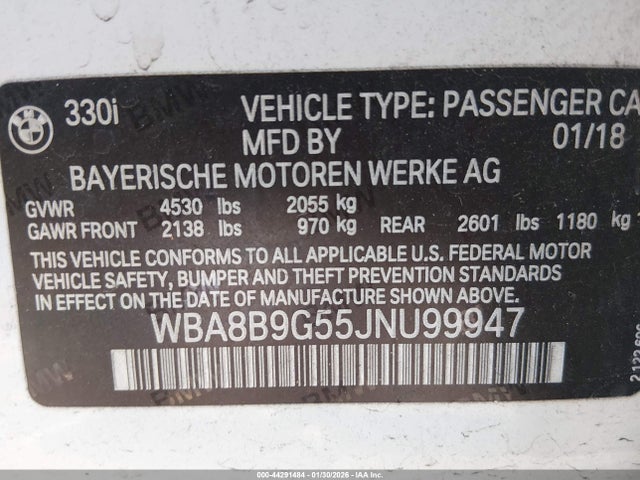 330i VEHICLE TYPE: PASSENGER CA
MFD BY 01/18
BAYERISCHE MOTOREN WERKE AG
GVWR 4530 lbs 2055 kg
GAWR FRONT 2138 lbs 970 kg REAR 2601 lbs 1180 kg
THIS VEHICLE CONFORMS TO ALL APPLICABLE U.S. FEDERAL MOTOR
VEHICLE SAFETY, BUMPER AND THEFT PREVENTION STANDARDS
IN EFFECT ON THE DATE OF MANUFACTURE SHOWN ABOVE.
WBA8B9G55JNU99947
000-44291484 - 01/30/2026 - IAAI.COM